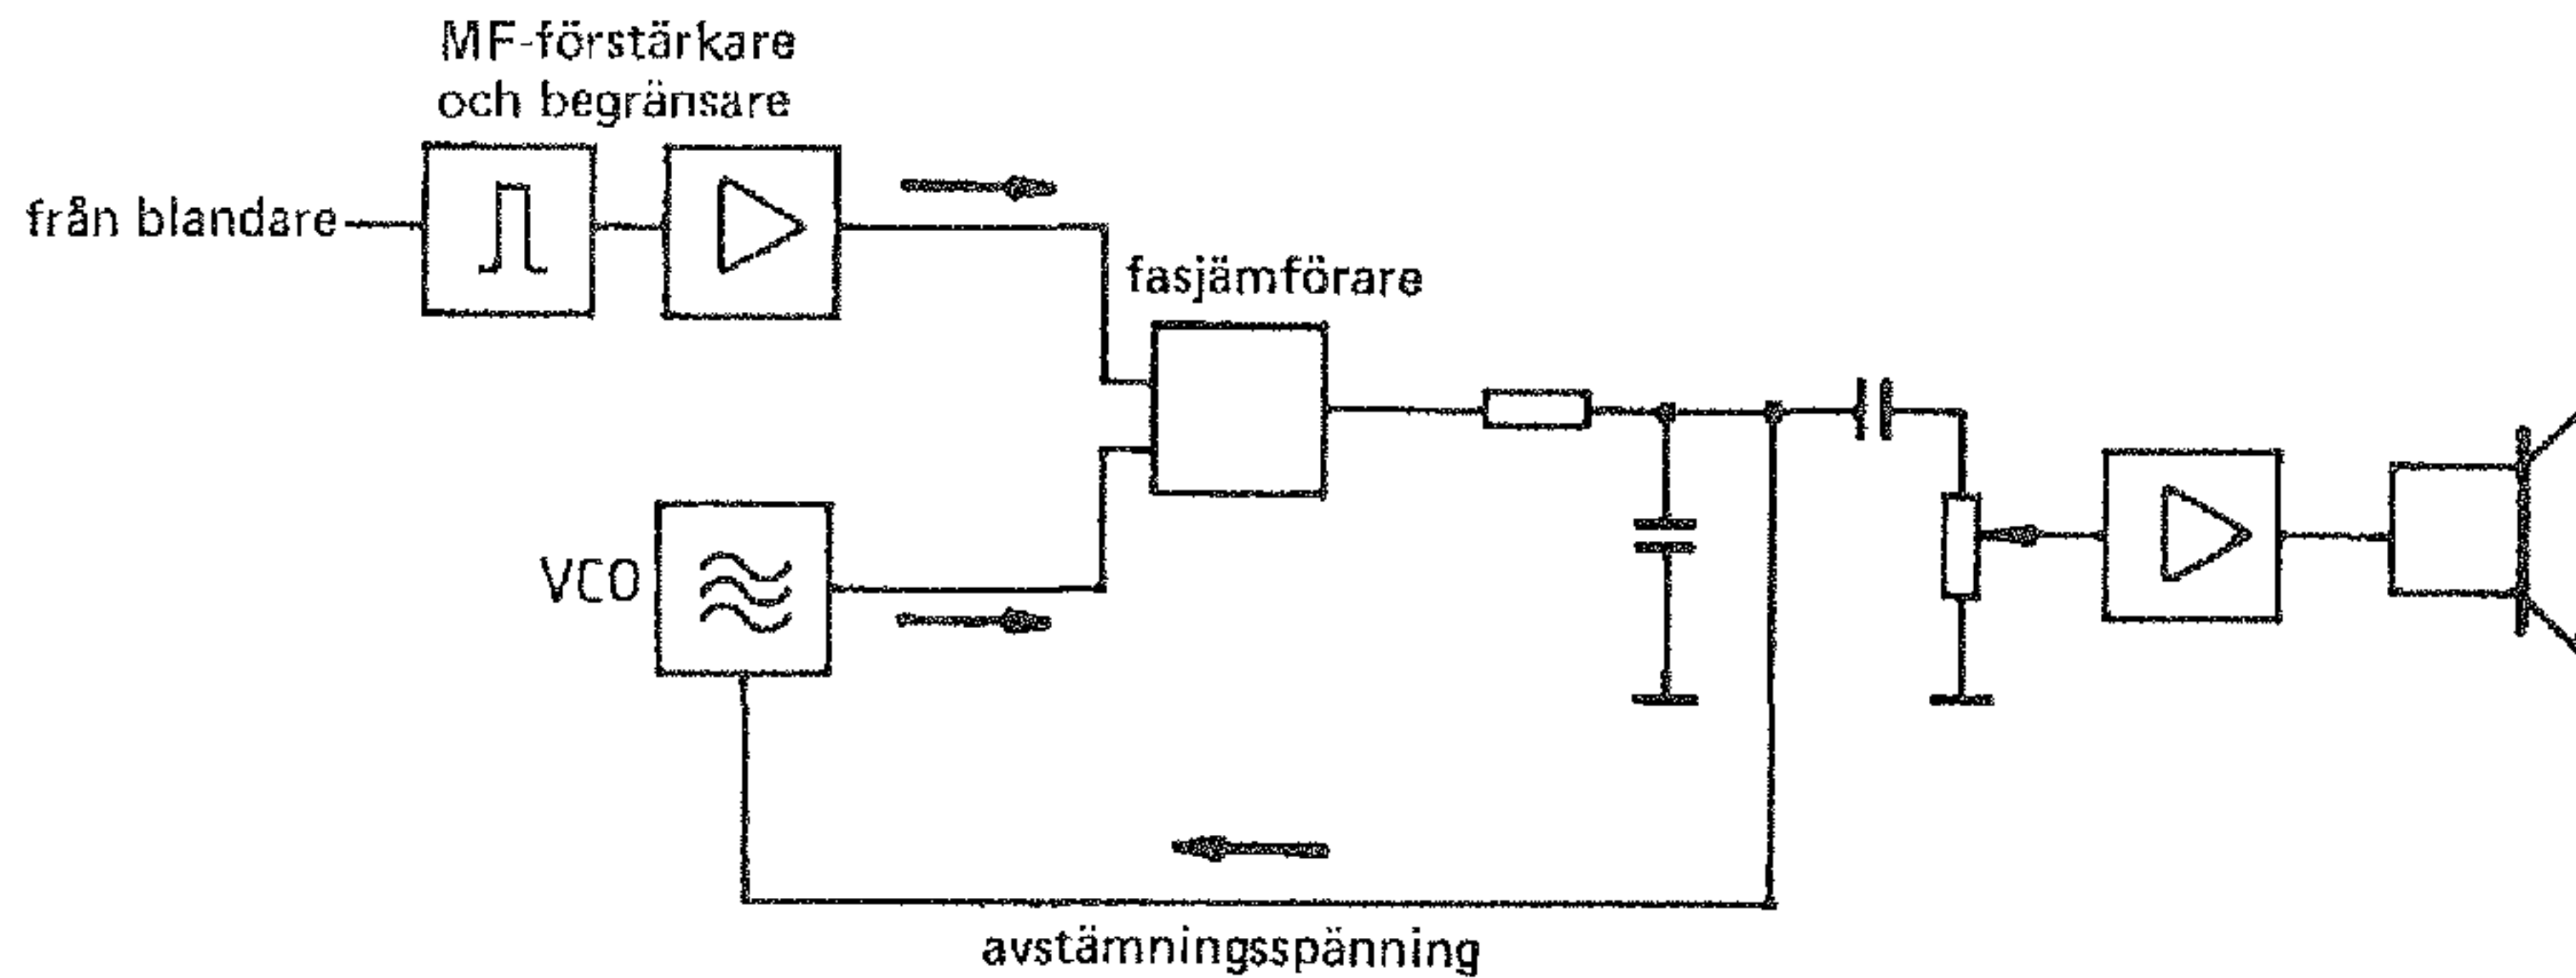 MF-förstärkare
och begränsare
från blandare
fasjämförare
VCO
avstämningsspänning